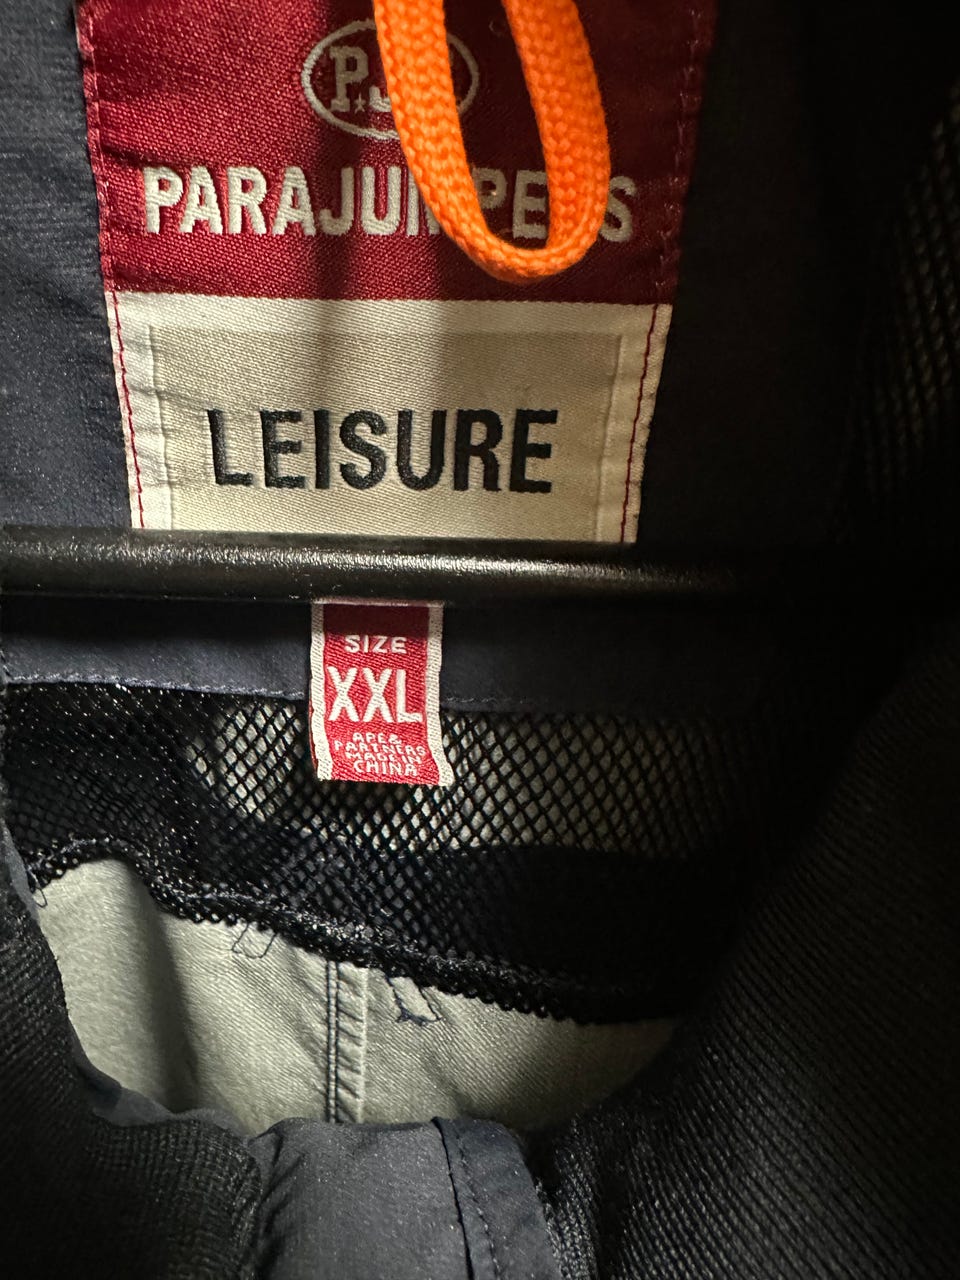 P.J.
PARAJUMPERS
LEISURE
SIZE
XXL
APE&
PARTNERS
MADE IN
CHINA